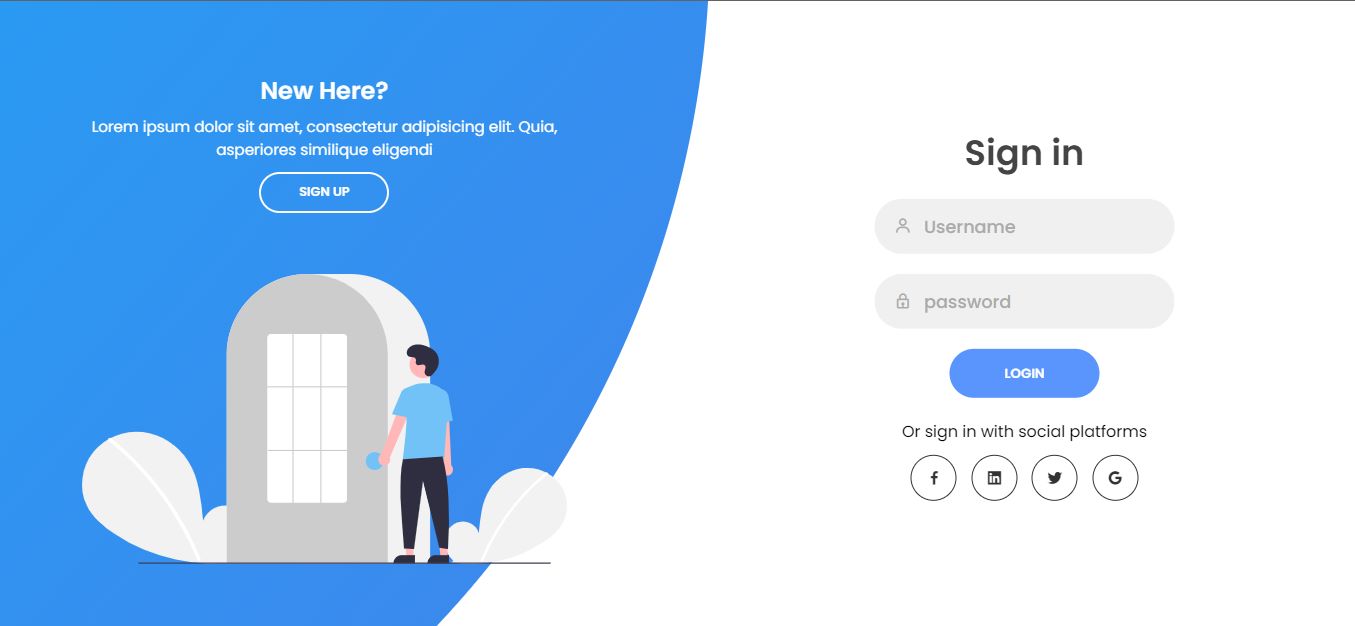 New Here?
Lorem ipsum dolor sit amet, consectetur adipisicing elit. Quia,
asperiores similique eligendi
SIGN UP
Sign in
Username
password
LOGIN
Or sign in with social platforms